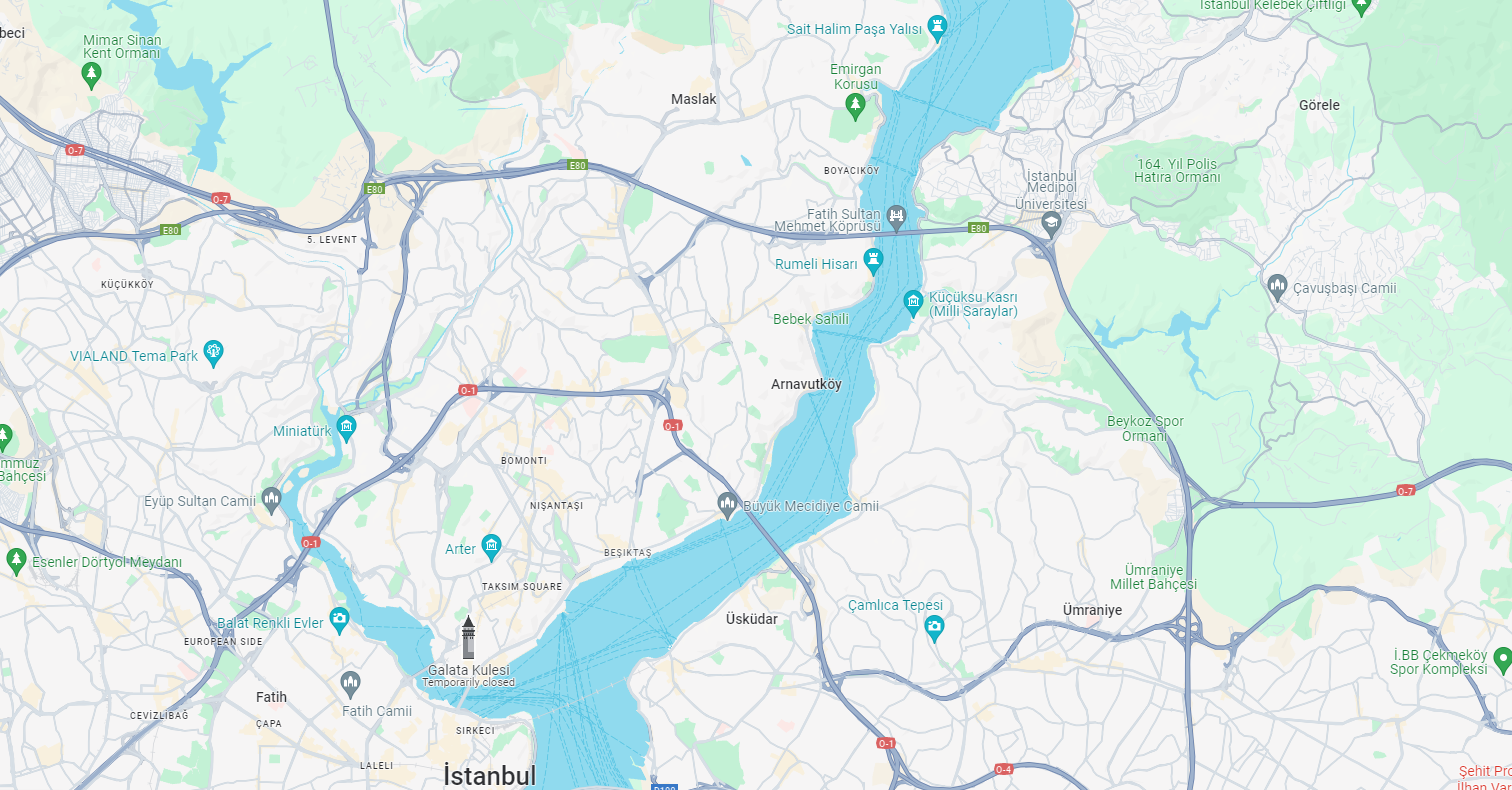 İstanbul Kelebek Çiftliği
Sait Halim Paşa Yalısı
beci
Mimar Sinan
Kent Ormanı
Emirgan
Korusu
Maslak
Görele
O-7
E80
BOYACIKÖY
164. Yıl Polis
Hatıra Ormanı
İstanbul
Medipol
Üniversitesi
E80
O-7
Fatih Sultan
Mehmet Köprüsü
E80
E80
5. LEVENT
Rumeli Hisarı
KÜÇÜKKÖY
Küçüksu Kasrı
(Milli Saraylar)
Çavuşbaşı Camii
Bebek Sahili
VIALAND Tema Park
Arnavutköy
O-1
O-1
Beykoz Spor
Ormanı
Miniatürk
BOMONTI
mmuz
Bahçesi
O-7
Eyüp Sultan Camii
NIŞANTAŞI
Büyük Mecidiye Camii
O-1
Arter
BEŞIKTAŞ
Esenler Dörtyol Meydanı
Ümraniye
Millet Bahçesi
TAKSIM SQUARE
Çamlıca Tepesi
Ümraniye
Balat Renkli Evler
Üsküdar
EUROPEAN SIDE
İ.BB Çekmeköy
Spor Kompleksi
Galata Kulesi
Temporarily closed
Fatih
Fatih Camii
CEVIZLIBAĞ
ÇAPA
SIRKECI
O-1
LALELI
İstanbul
O-4
Şehit Pro
İlhan Var
D100